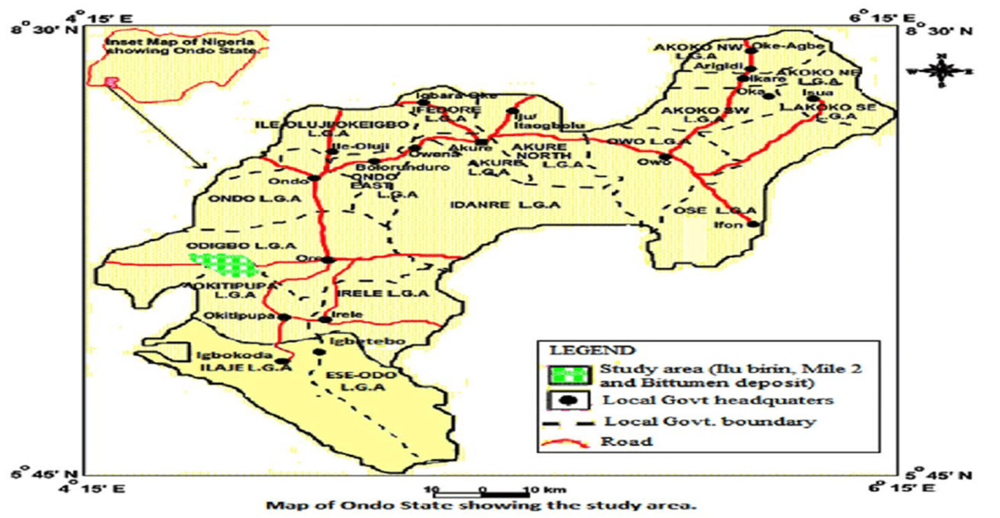 4° 15' E
6° 15' E
8° 30' N
8° 30' N
Inset Map of Nigeria
showing Ondo State.
N
W
E
S
AKOKO NW
L.G.A
Oke-Agbe
Arigidi
Ikare
AKOKO NE
L.G.A
Oka
Isua
AKOKO SW
L.G.A
AKOKO SE
L.G.A
Igbara-Oke
IFEDORE
L.G.A
Iju/
Itaogbolu
ILE OLUJI/OKEIGBO
L.G.A
Ile-Oluji
Owena
Akure
AKURE
NORTH
L.G.A
OWO L.G.A
Owo
Bolorunduro
AKURE
L.G.A
Ondo
ONDO
EAST
L.G.A
ONDO L.G.A
IDANRE L.G.A
OSE L.G.A
Ifon
ODIGBO L.G.A
Ore
OKITIPUPA
L.G.A
IRELE L.G.A
Okitipupa
Irele
Igbetebo
Igbokoda
ILAJE L.G.A
ESE-ODO
L.G.A
LEGEND
Study area (Ilu birin, Mile 2
and Bittumen deposit)
Local Govt headquaters
Local Govt. boundary
Road
5° 45' N
5° 45' N
4° 15' E
6° 15' E
10 0 10 km
Map of Ondo State showing the study area.